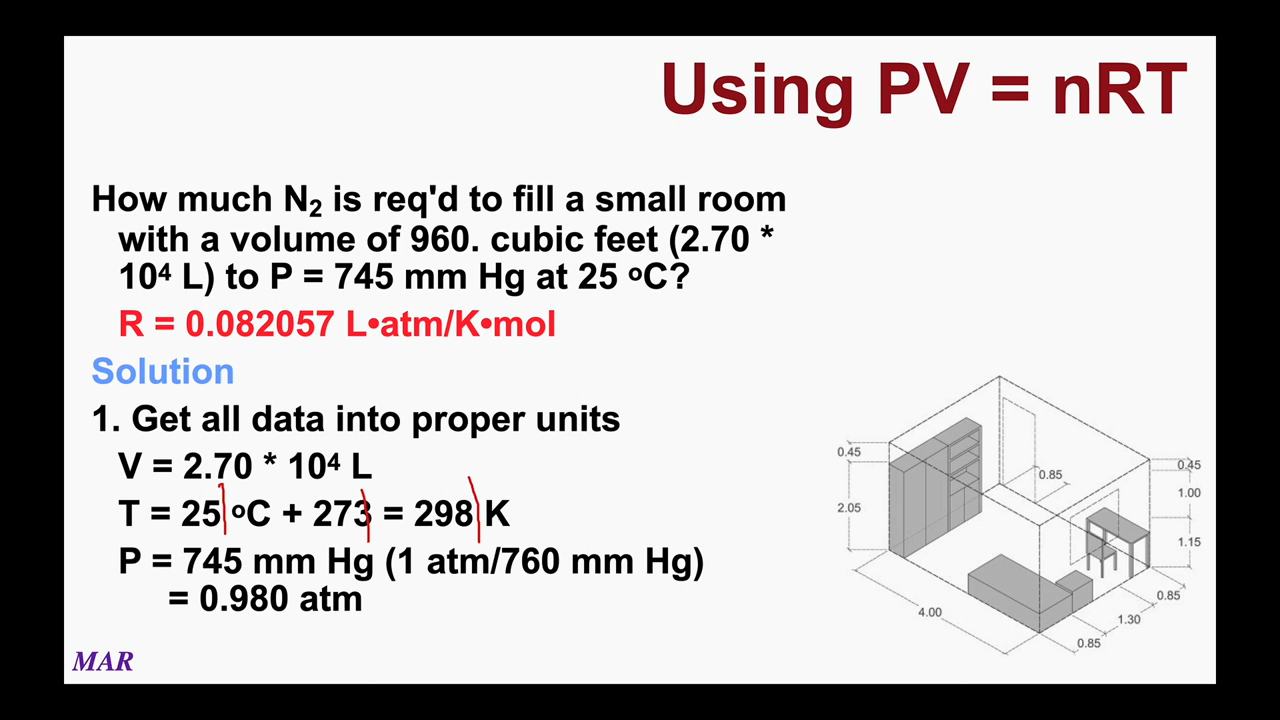 Using PV = nRT
How much N₂ is req'd to fill a small room
with a volume of 960. cubic feet (2.70 *
10⁴ L) to P = 745 mm Hg at 25 ºC?
R = 0.082057 L•atm/K•mol
Solution
1. Get all data into proper units
V = 2.70 * 10⁴ L
T = 25 ºC + 273 = 298 K
P = 745 mm Hg (1 atm/760 mm Hg)
= 0.980 atm
0.45
2.05
4.00
0.85
0.45
1.00
1.15
0.85
1.30
0.85
MAR